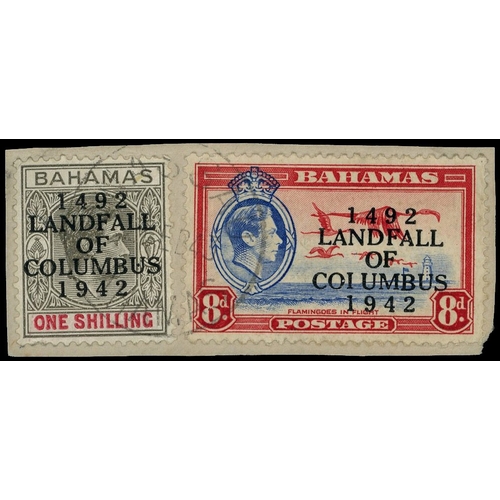 BAHAMAS
1492
LANDFALL
OF
COLUMBUS
1942
ONE SHILLING
BAHAMAS
1492
LANDFALL
OF
COLUMBUS
1942
FLAMINGOES IN FLIGHT
8d. 8d.
POSTAGE